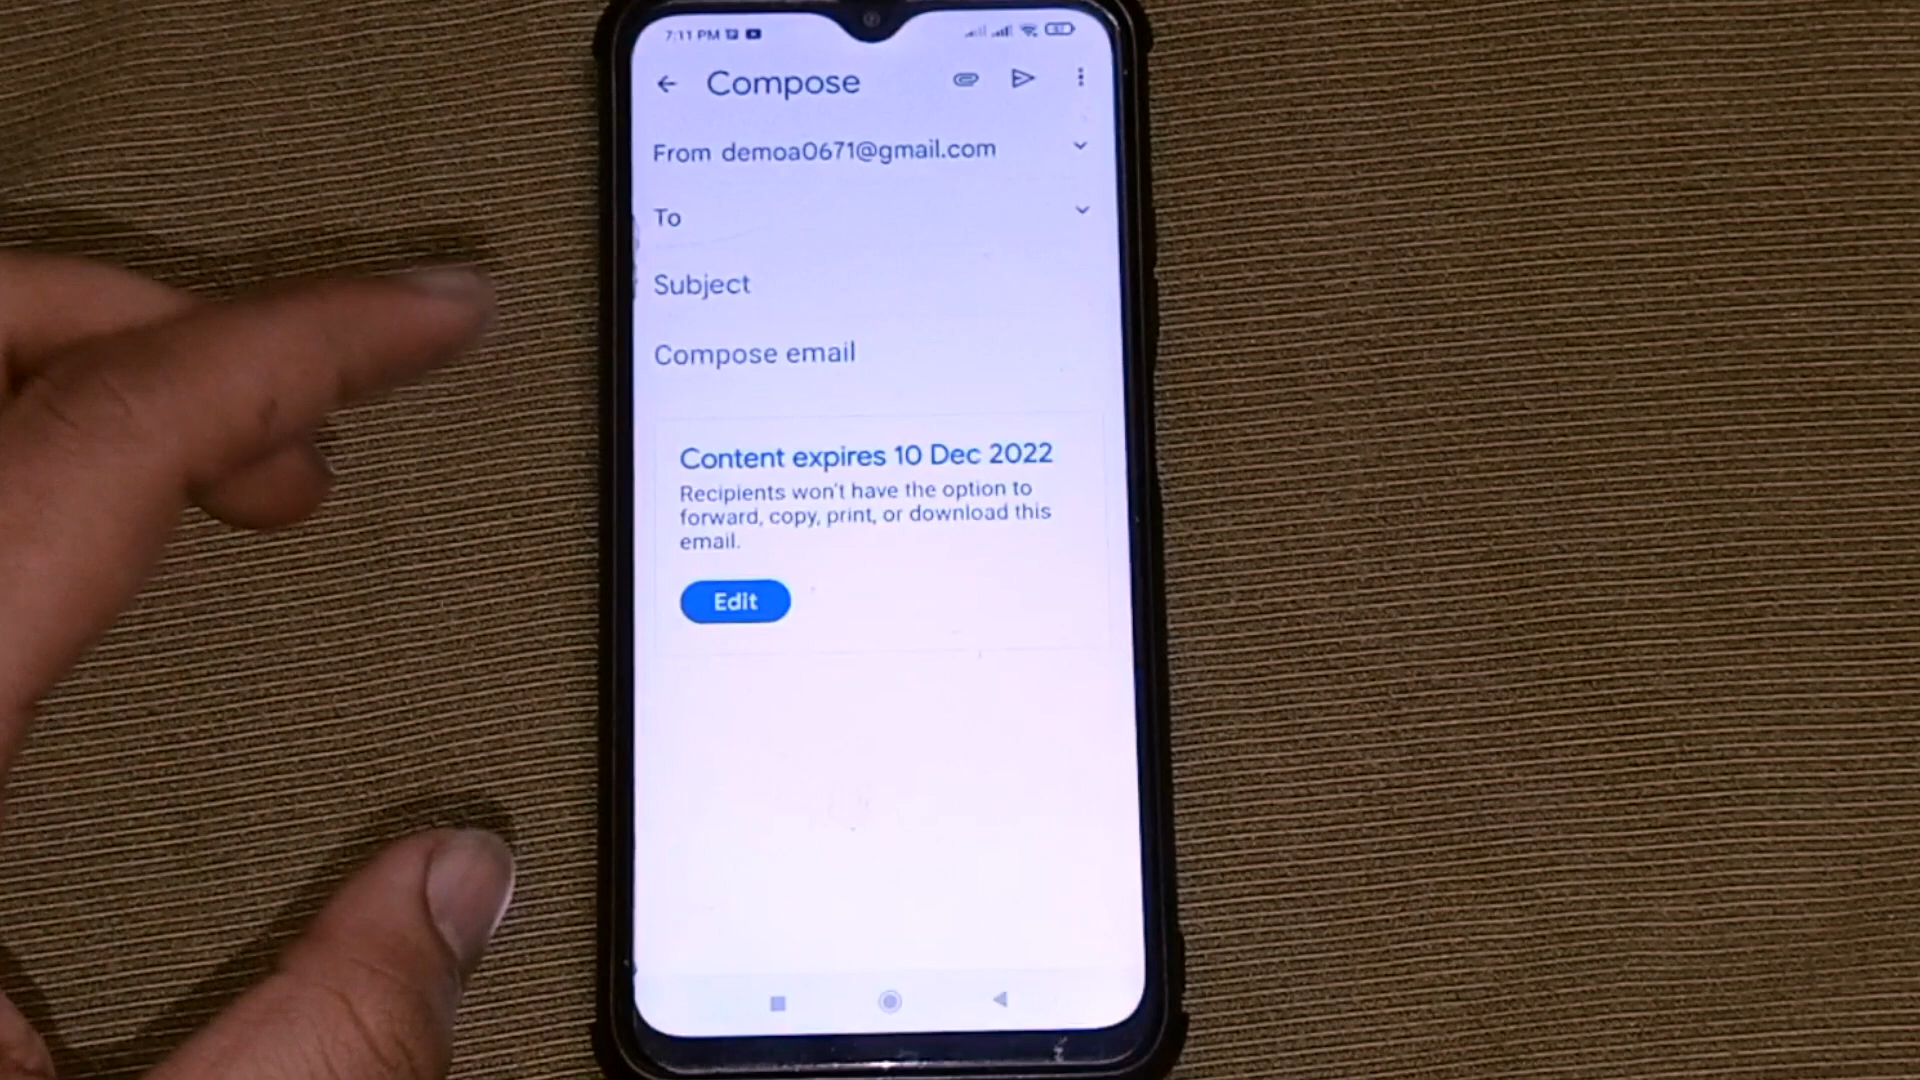 7:11 PM
Compose
From demoa0671@gmail.com
To
Subject
Compose email
Content expires 10 Dec 2022
Recipients won't have the option to
forward, copy, print, or download this
email.
Edit